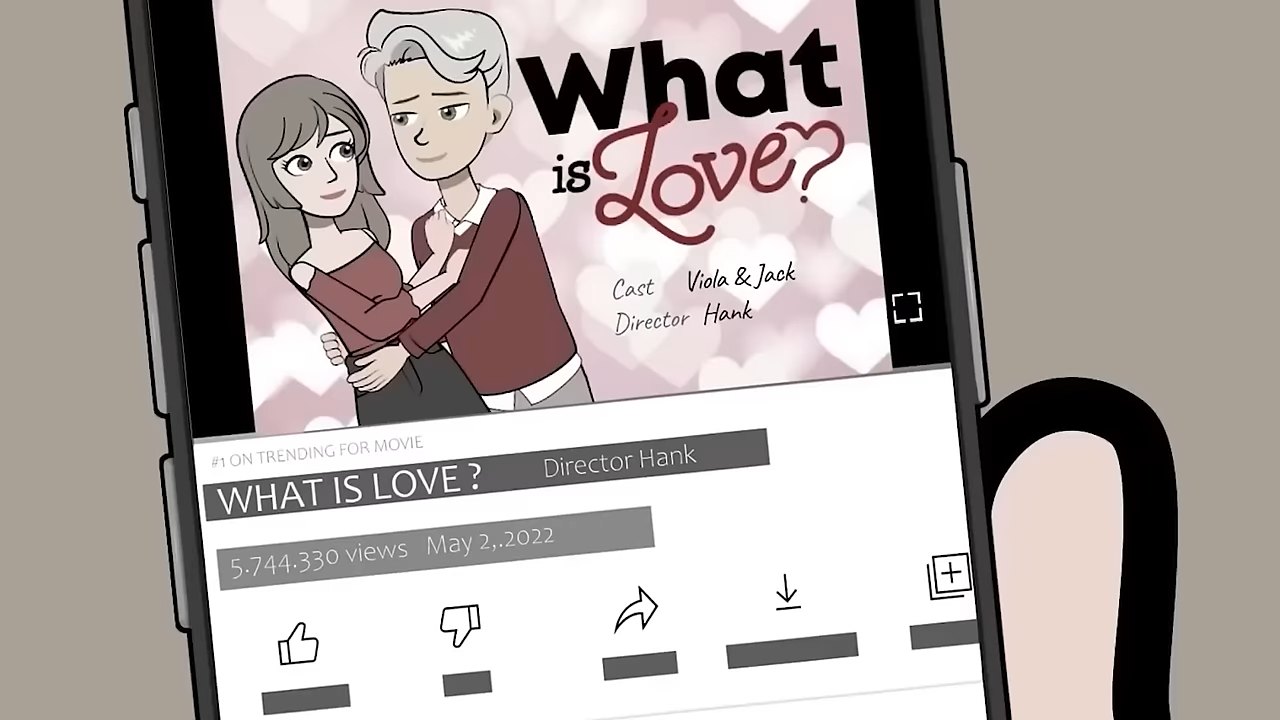 What
is Love?
Cast Viola & Jack
Director Hank
#1 ON TRENDING FOR MOVIE
WHAT IS LOVE ? Director Hank
5.744.330 views May 2,.2022